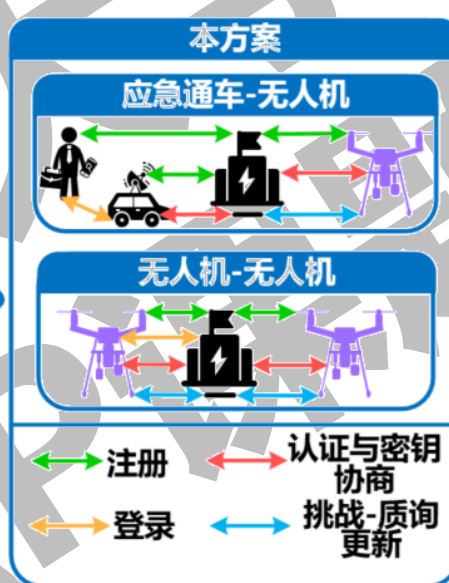 本方案
应急通车-无人机
无人机-无人机
注册
认证与密钥
协商
登录
挑战-质询
更新